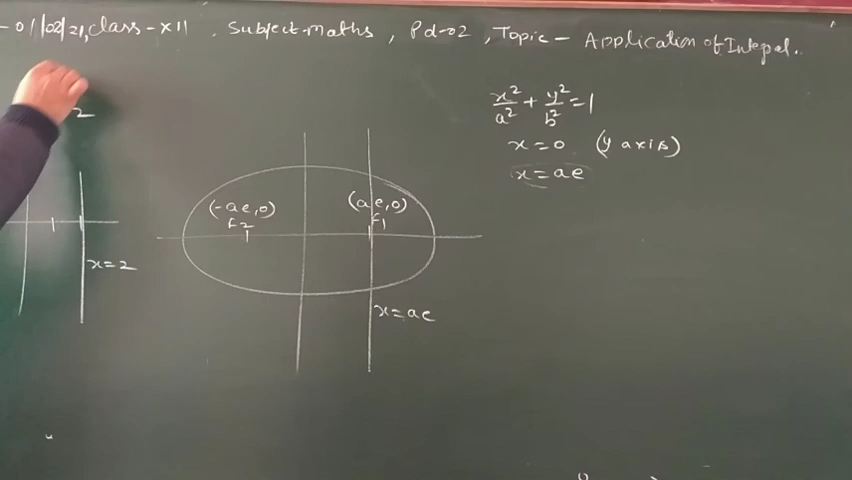 - 01/02/21, Class - XII , Subject - maths , Pd-02 , Topic - Application of Integral.
2
x=2
(-ae,0)
F2
(ae,0)
F1
x=ae
x²/a² + y²/b² = 1
x=0 (y axis)
x=ae